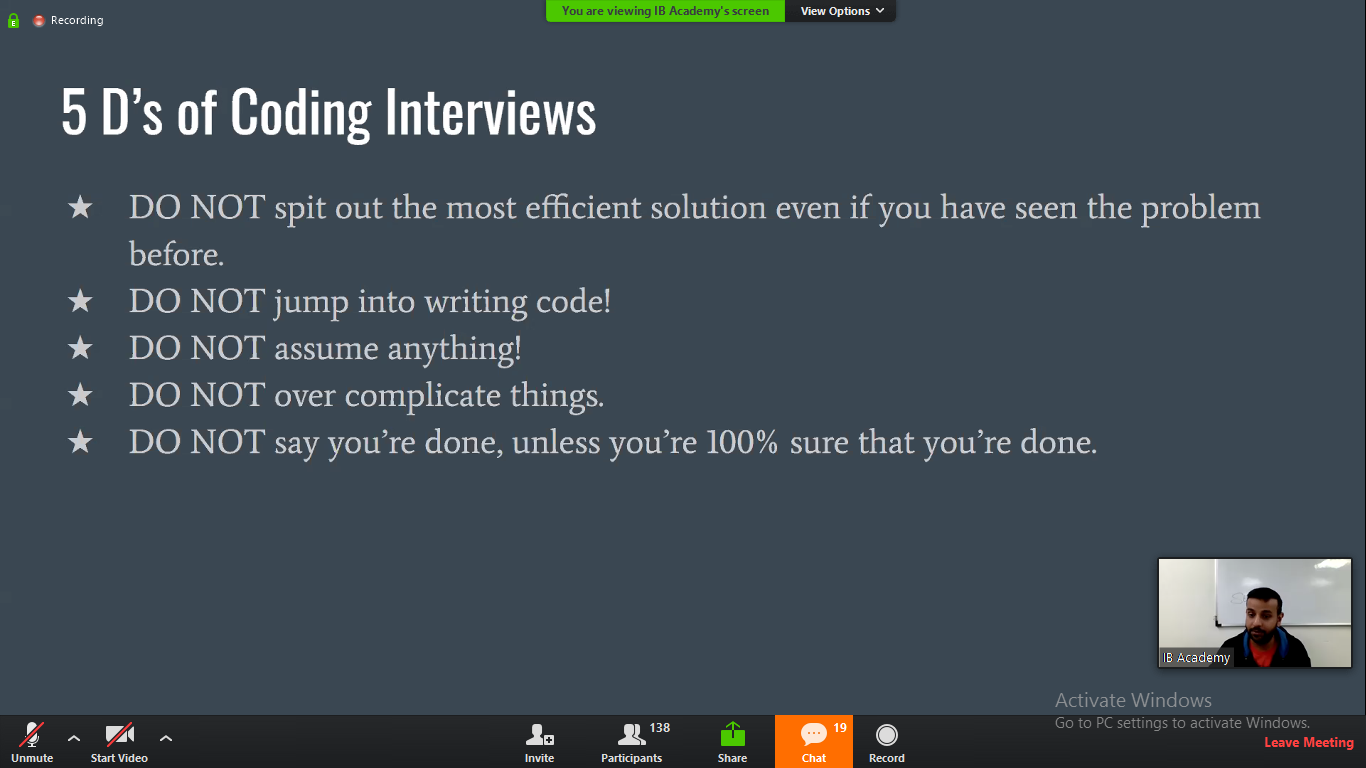 E
Recording
You are viewing IB Academy's screen
View Options
5 D’s of Coding Interviews
★ DO NOT spit out the most efficient solution even if you have seen the problem
before.
★ DO NOT jump into writing code!
★ DO NOT assume anything!
★ DO NOT over complicate things.
★ DO NOT say you’re done, unless you’re 100% sure that you’re done.
IB Academy
Activate Windows
Go to PC settings to activate Windows.
Unmute
Start Video
Invite
138
Participants
Share
19
Chat
Record
Leave Meeting